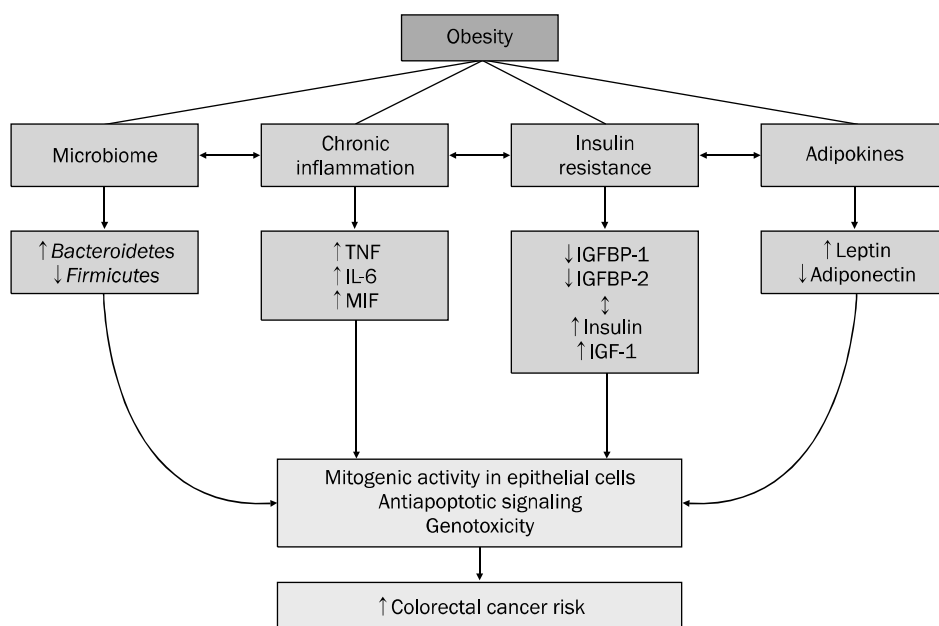 Obesity
Microbiome
Chronic
inflammation
Insulin
resistance
Adipokines
↑Bacteroidetes
↓Firmicutes
↑TNF
↑IL-6
↑MIF
↓IGFBP-1
↓IGFBP-2
↕
↑Insulin
↑IGF-1
↑Leptin
↓Adiponectin
Mitogenic activity in epithelial cells
Antiapoptotic signaling
Genotoxicity
↑Colorectal cancer risk